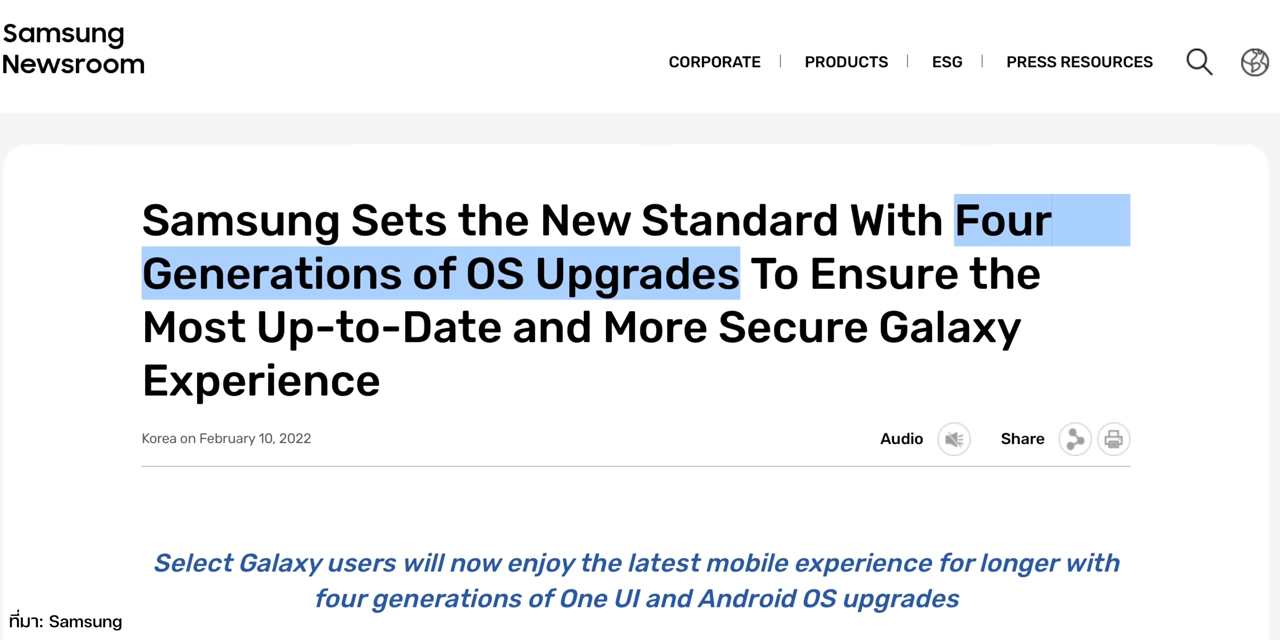 Samsung
Newsroom
CORPORATE
PRODUCTS
ESG
PRESS RESOURCES
Samsung Sets the New Standard With Four
Generations of OS Upgrades To Ensure the
Most Up-to-Date and More Secure Galaxy
Experience
Korea on February 10, 2022
Audio
Share
Select Galaxy users will now enjoy the latest mobile experience for longer with
four generations of One UI and Android OS upgrades
ที่มา: Samsung